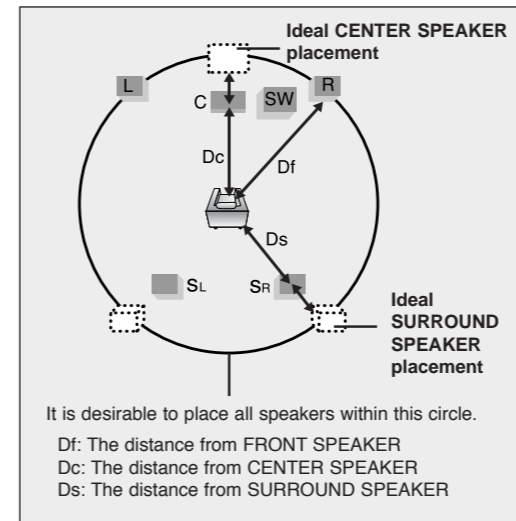 Ideal CENTER SPEAKER
placement
L
R
C
SW
Dc
Df
Ds
SL
SR
Ideal
SURROUND
SPEAKER
placement
It is desirable to place all speakers within this circle.
Df: The distance from FRONT SPEAKER
Dc: The distance from CENTER SPEAKER
Ds: The distance from SURROUND SPEAKER